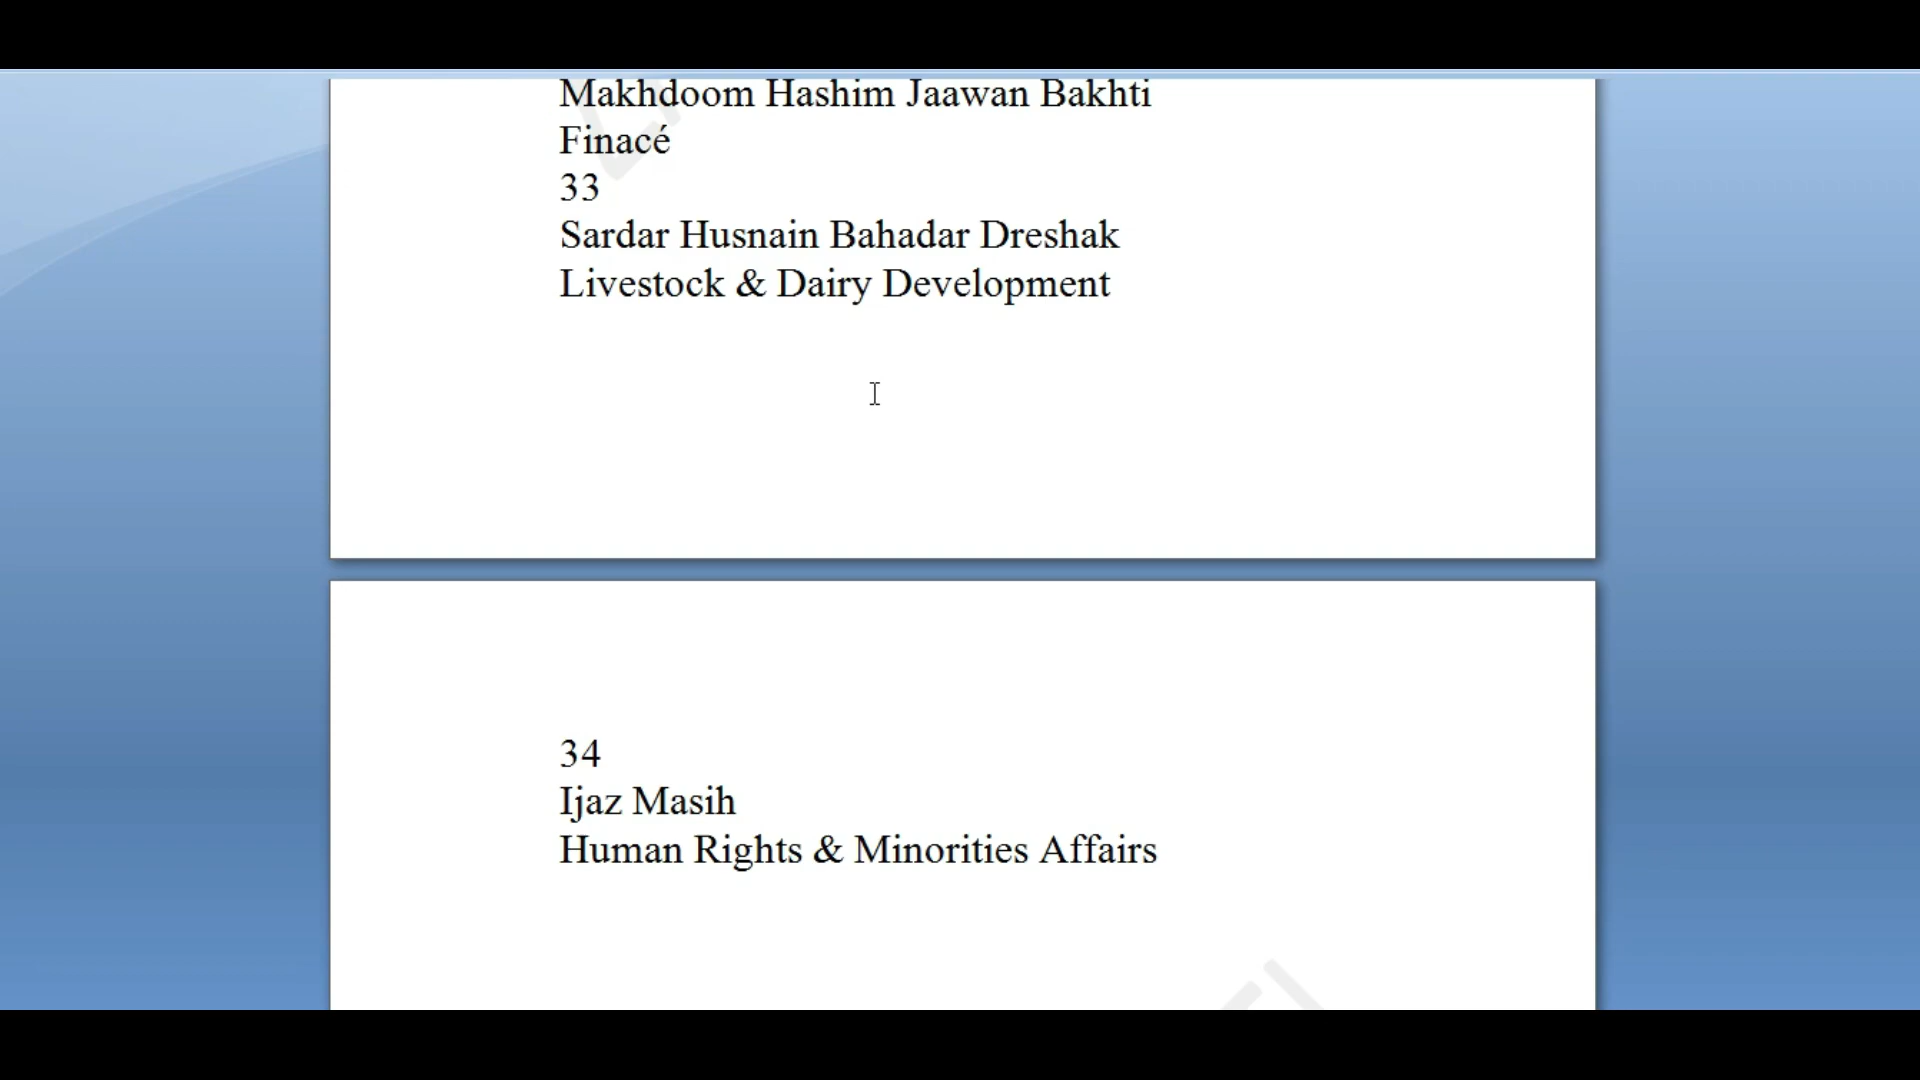 Makhdoom Hashim Jaawan Bakhti
Finacé
33
Sardar Husnain Bahadar Dreshak
Livestock & Dairy Development
34
Ijaz Masih
Human Rights & Minorities Affairs